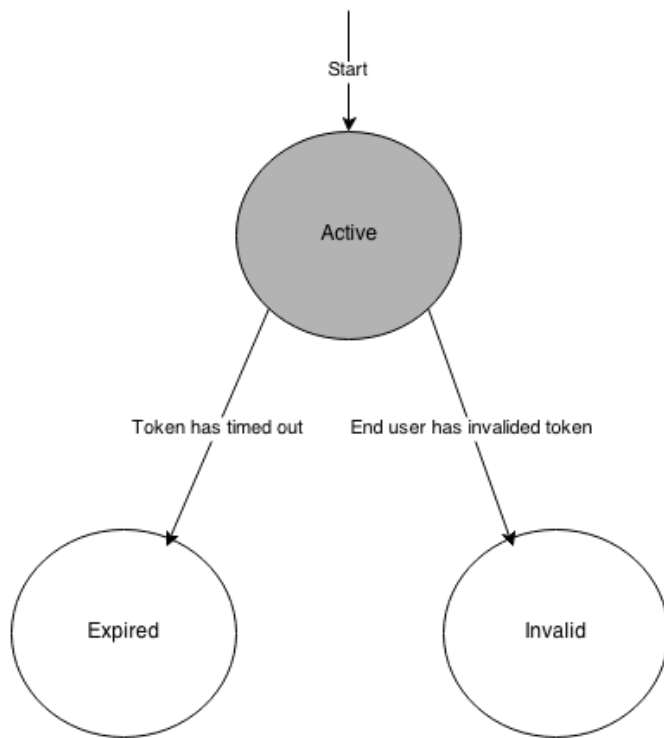 Start
Active
Token has timed out
End user has invalided token
Expired
Invalid